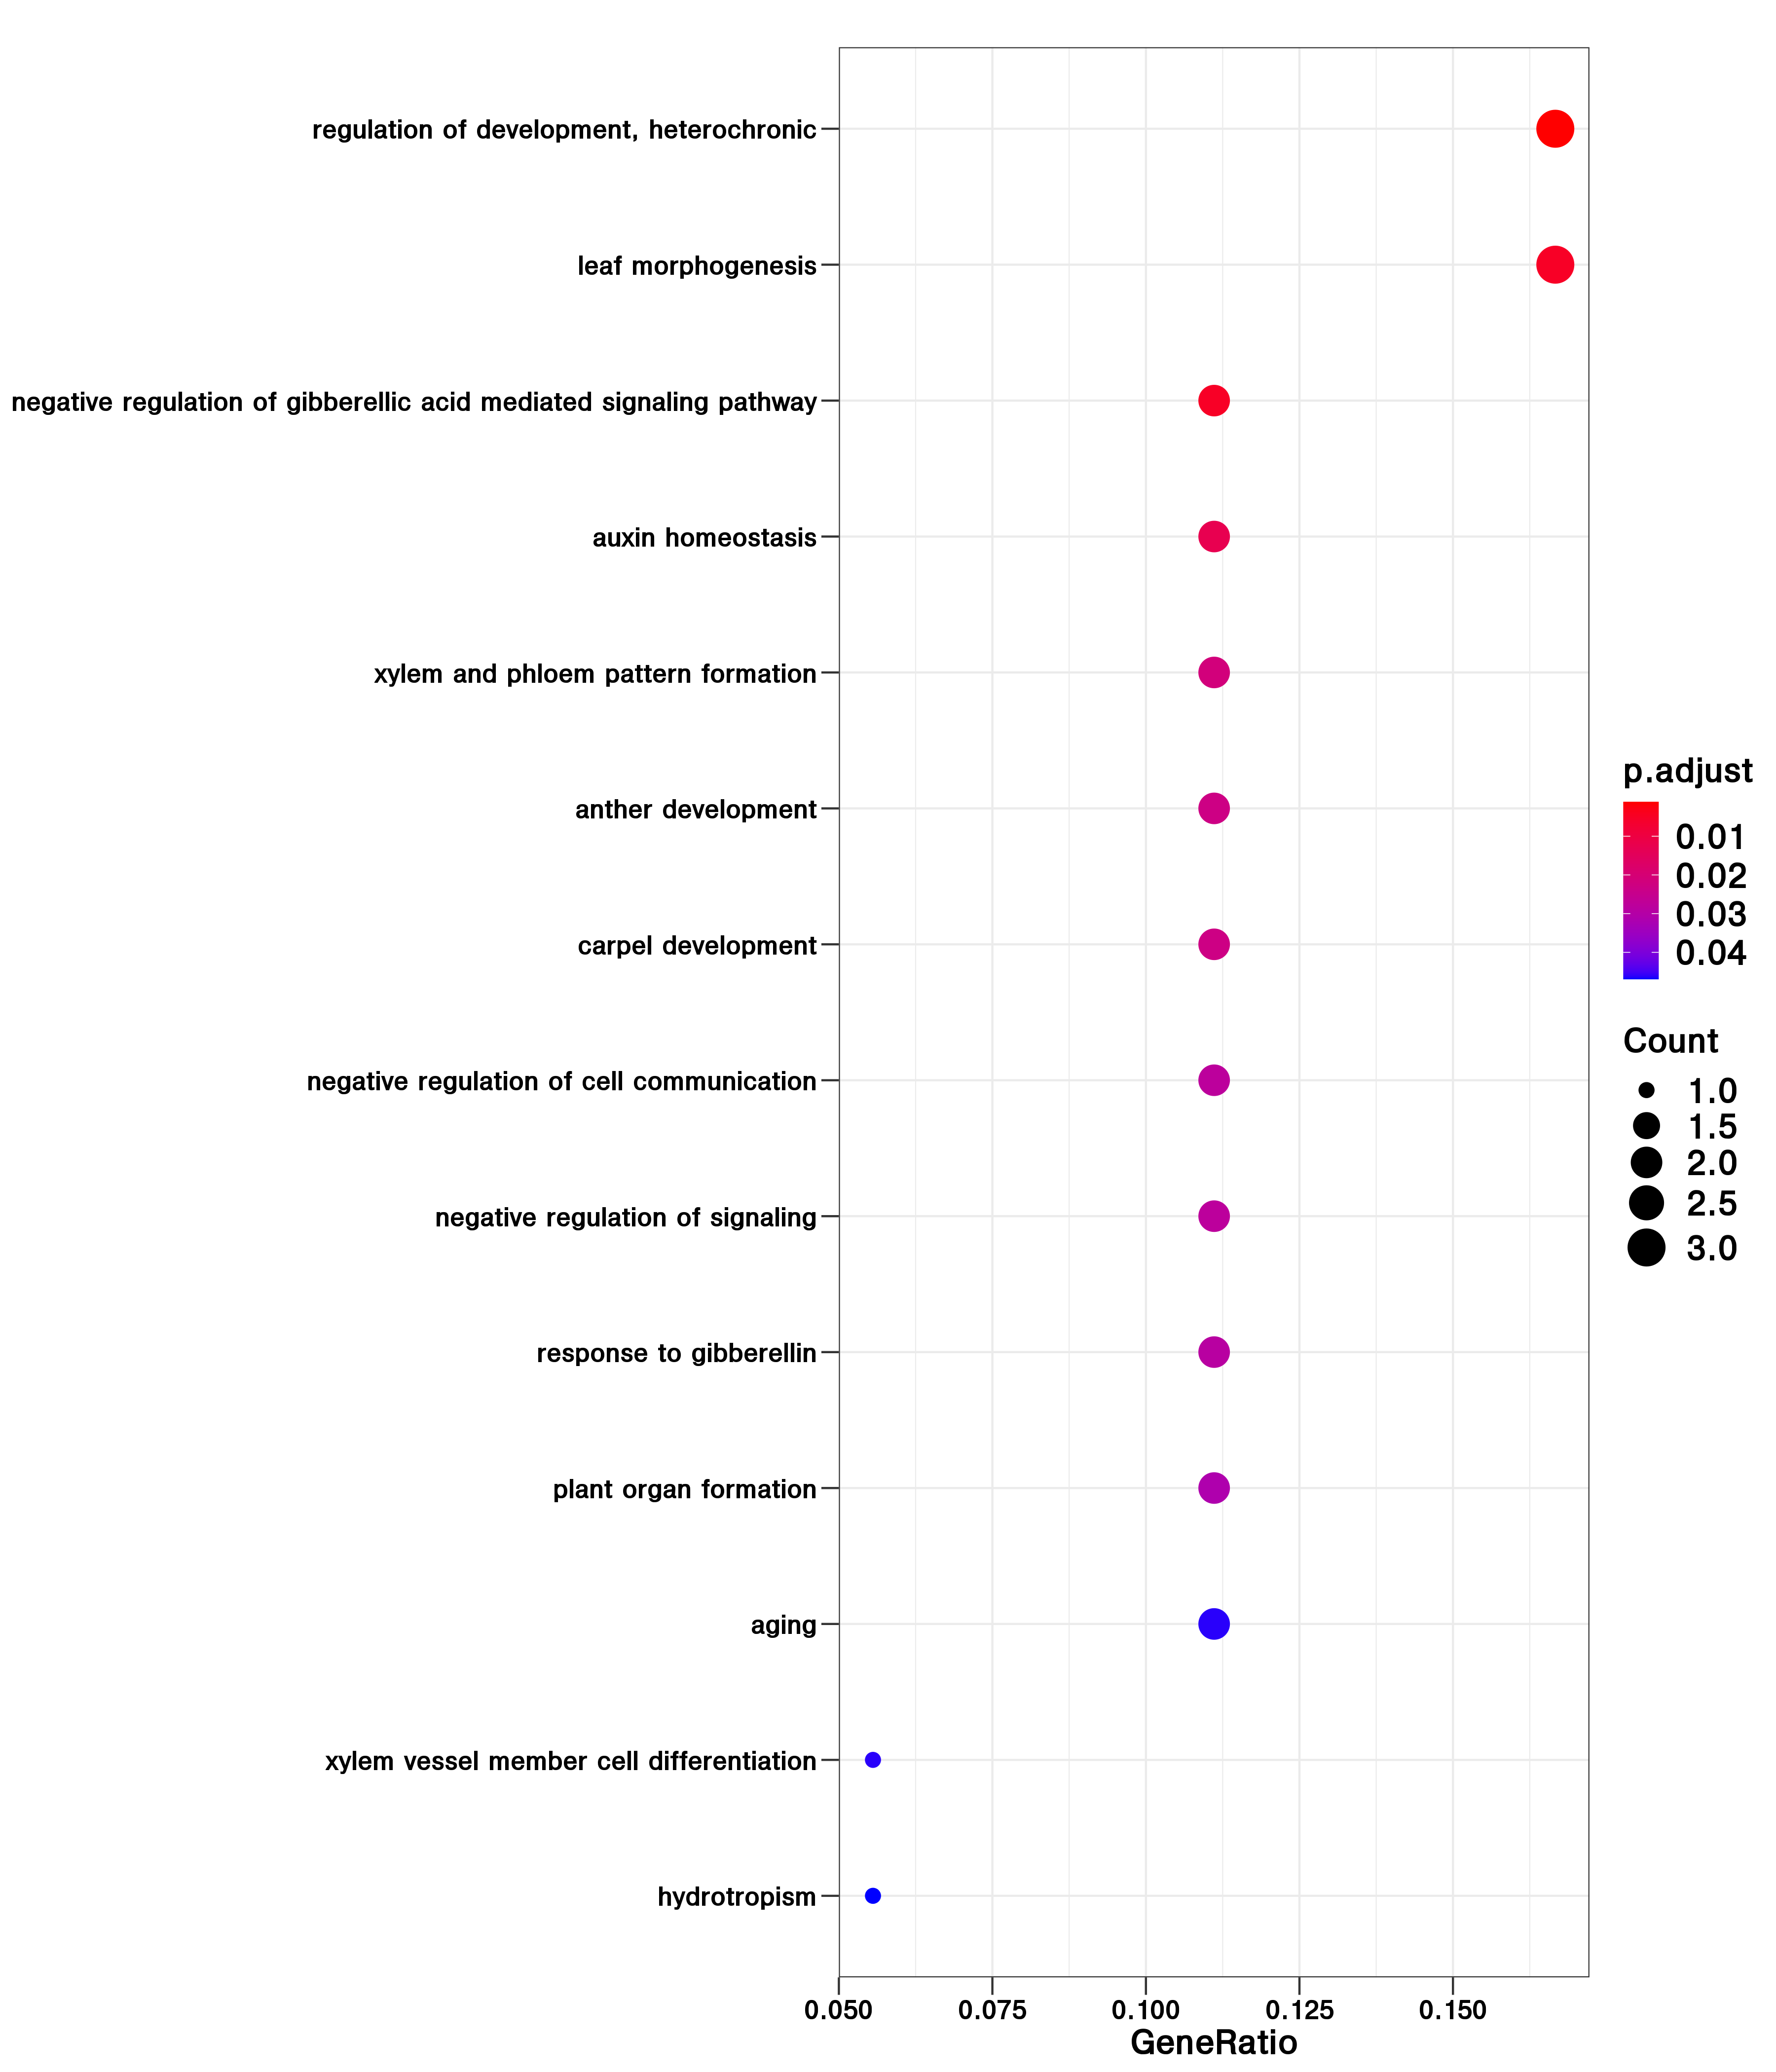 regulation of development, heterochronic
leaf morphogenesis
negative regulation of gibberellic acid mediated signaling pathway
auxin homeostasis
xylem and phloem pattern formation
anther development
carpel development
negative regulation of cell communication
negative regulation of signaling
response to gibberellin
plant organ formation
aging
xylem vessel member cell differentiation
hydrotropism
0.050 0.075 0.100 0.125 0.150
GeneRatio
p.adjust
0.01
0.02
0.03
0.04
Count
1.0
1.5
2.0
2.5
3.0